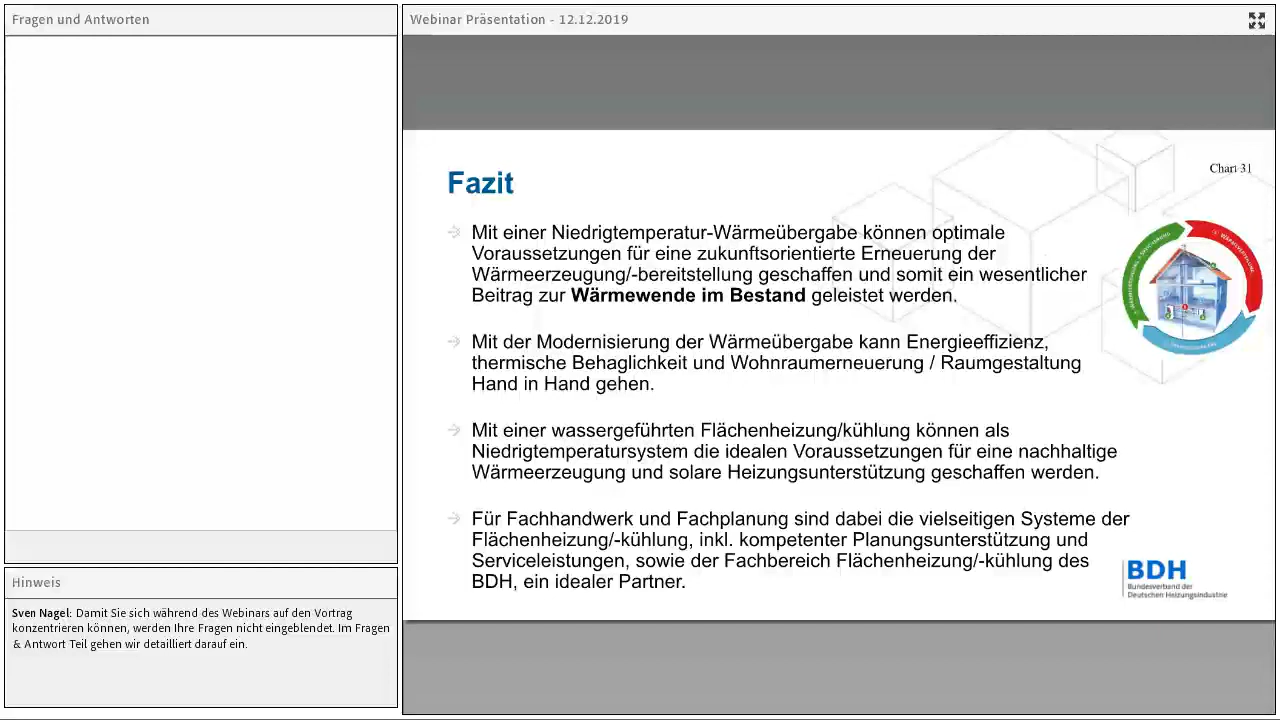 Fragen und Antworten
Hinweis
Sven Nagel: Damit Sie sich während des Webinars auf den Vortrag
konzentrieren können, werden Ihre Fragen nicht eingeblendet. Im Fragen
& Antwort Teil gehen wir detailliert darauf ein.
Webinar Präsentation - 12.12.2019
Chart 31
Fazit
Mit einer Niedrigtemperatur-Wärmeübergabe können optimale
Voraussetzungen für eine zukunftsorientierte Erneuerung der
Wärmeerzeugung/-bereitstellung geschaffen und somit ein wesentlicher
Beitrag zur Wärmewende im Bestand geleistet werden.
Mit der Modernisierung der Wärmeübergabe kann Energieeffizienz,
thermische Behaglichkeit und Wohnraumerneuerung / Raumgestaltung
Hand in Hand gehen.
Mit einer wassergeführten Flächenheizung/kühlung können als
Niedrigtemperatursystem die idealen Voraussetzungen für eine nachhaltige
Wärmeerzeugung und solare Heizungsunterstützung geschaffen werden.
Für Fachhandwerk und Fachplanung sind dabei die vielseitigen Systeme der
Flächenheizung/-kühlung, inkl. kompetenter Planungsunterstützung und
Serviceleistungen, sowie der Fachbereich Flächenheizung/-kühlung des
BDH, ein idealer Partner.
BDH
Bundesverband der
Deutschen Heizungsindustrie